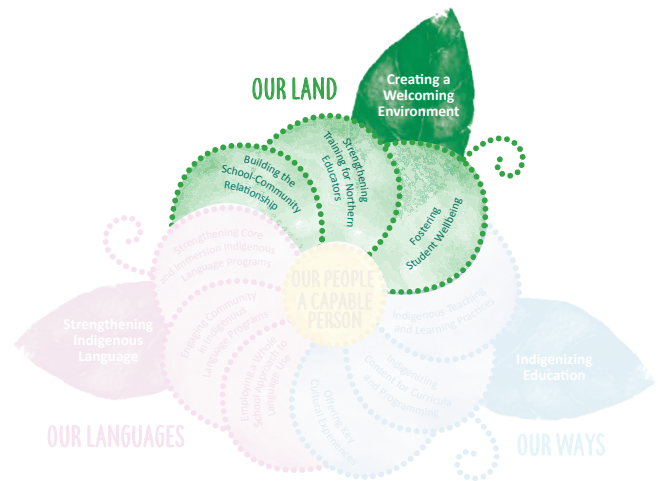 OUR LAND
Creating a
Welcoming
Environment
Building the
School-Community
Relationship
Strengthening
Training for Northern
Educators
Fostering
Student Wellbeing
Strengthening Core
and Immersion Indigenous
Language Programs
OUR PEOPLE
A CAPABLE
PERSON
Indigenous Teaching
and Learning Practices
Engaging Community
in Indigenous
Language Programs
Strengthening
Indigenous
Language
Employing a Whole
School Approach to
Language Use
Indigenizing
Content for Curricula
and Programming
Indigenizing
Education
Offering Key
Cultural Experiences
OUR LANGUAGES
OUR WAYS